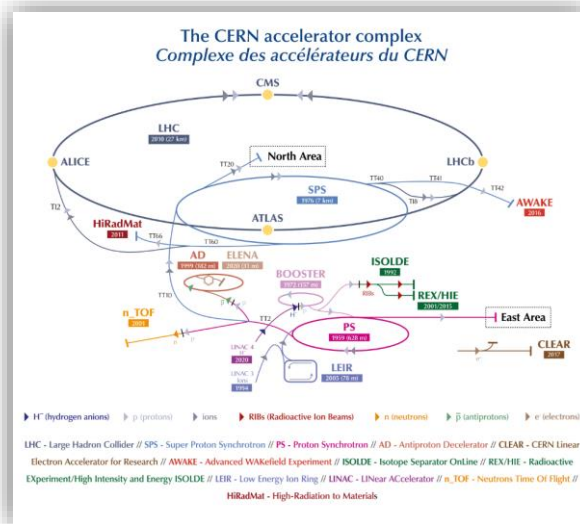 The CERN accelerator complex
Complexe des accélérateurs du CERN
CMS
LHC
2010 (27 km)
North Area
TT20
ALICE
LHCb
TT40
TT41
SPS
1976 (7 km)
TI8
TT42
TI2
AWAKE
2016
HiRadMat
2011
TT66
ATLAS
TT60
AD
1999 (182 m)
ELENA
2020 (31 m)
BOOSTER
1972 (157 m)
ISOLDE
1992
RIBs
REX/HIE
2001/2015
TT10
n_TOF
2001
TT2
H⁻
East Area
PS
1959 (628 m)
LINAC 4
2020
CLEAR
2017
LINAC 3
Ions
1994
LEIR
2005 (78 m)
H⁻ (hydrogen anions)
p (protons)
ions
RIBs (Radioactive Ion Beams)
n (neutrons)
p̄ (antiprotons)
e⁻ (electrons)
LHC - Large Hadron Collider // SPS - Super Proton Synchrotron // PS - Proton Synchrotron // AD - Antiproton Decelerator // CLEAR - CERN Linear
Electron Accelerator for Research // AWAKE - Advanced WAKefield Experiment // ISOLDE - Isotope Separator OnLine // REX/HIE - Radioactive
EXperiment/High Intensity and Energy ISOLDE // LEIR - Low Energy Ion Ring // LINAC - LINear ACcelerator // n_TOF - Neutrons Time Of Flight //
HiRadMat - High-Radiation to Materials